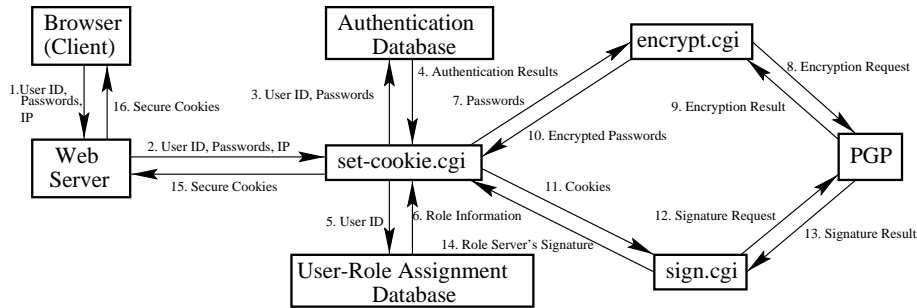 Browser
(Client)
Authentication
Database
encrypt.cgi
1.User ID,
Passwords,
IP
16. Secure Cookies
3. User ID, Passwords
4. Authentication Results
7. Passwords
8. Encryption Request
9. Encryption Result
10. Encrypted Passwords
Web
Server
2. User ID, Passwords, IP
set-cookie.cgi
PGP
15. Secure Cookies
11. Cookies
5. User ID
6. Role Information
12. Signature Request
13. Signature Result
14. Role Server's Signature
User-Role Assignment
Database
sign.cgi